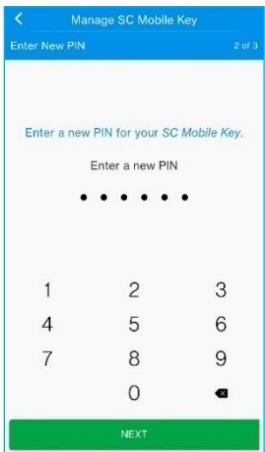 Manage SC Mobile Key
Enter New PIN 2 of 3
Enter a new PIN for your SC Mobile Key.
Enter a new PIN
1 2 3
4 5 6
7 8 9
0
NEXT